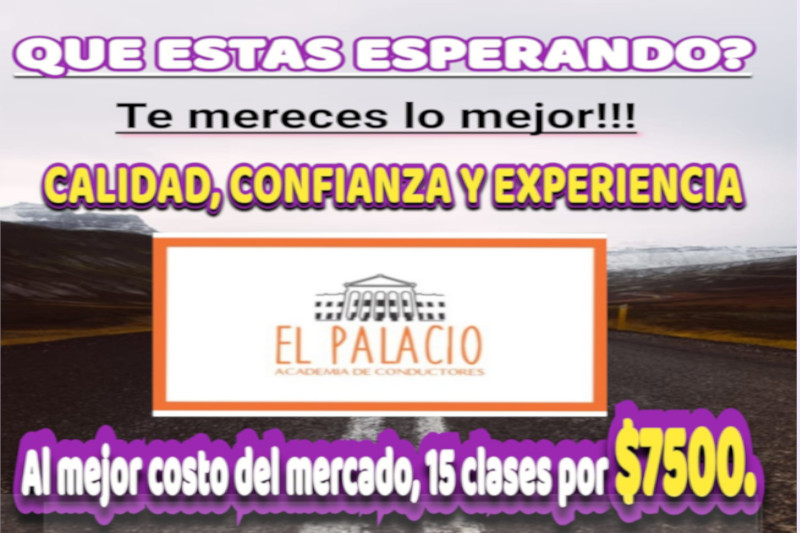 QUE ESTAS ESPERANDO?
Te mereces lo mejor!!!
CALIDAD, CONFIANZA Y EXPERIENCIA
EL PALACIO
ACADEMIA DE CONDUCTORES
Al mejor costo del mercado, 15 clases por $7500.